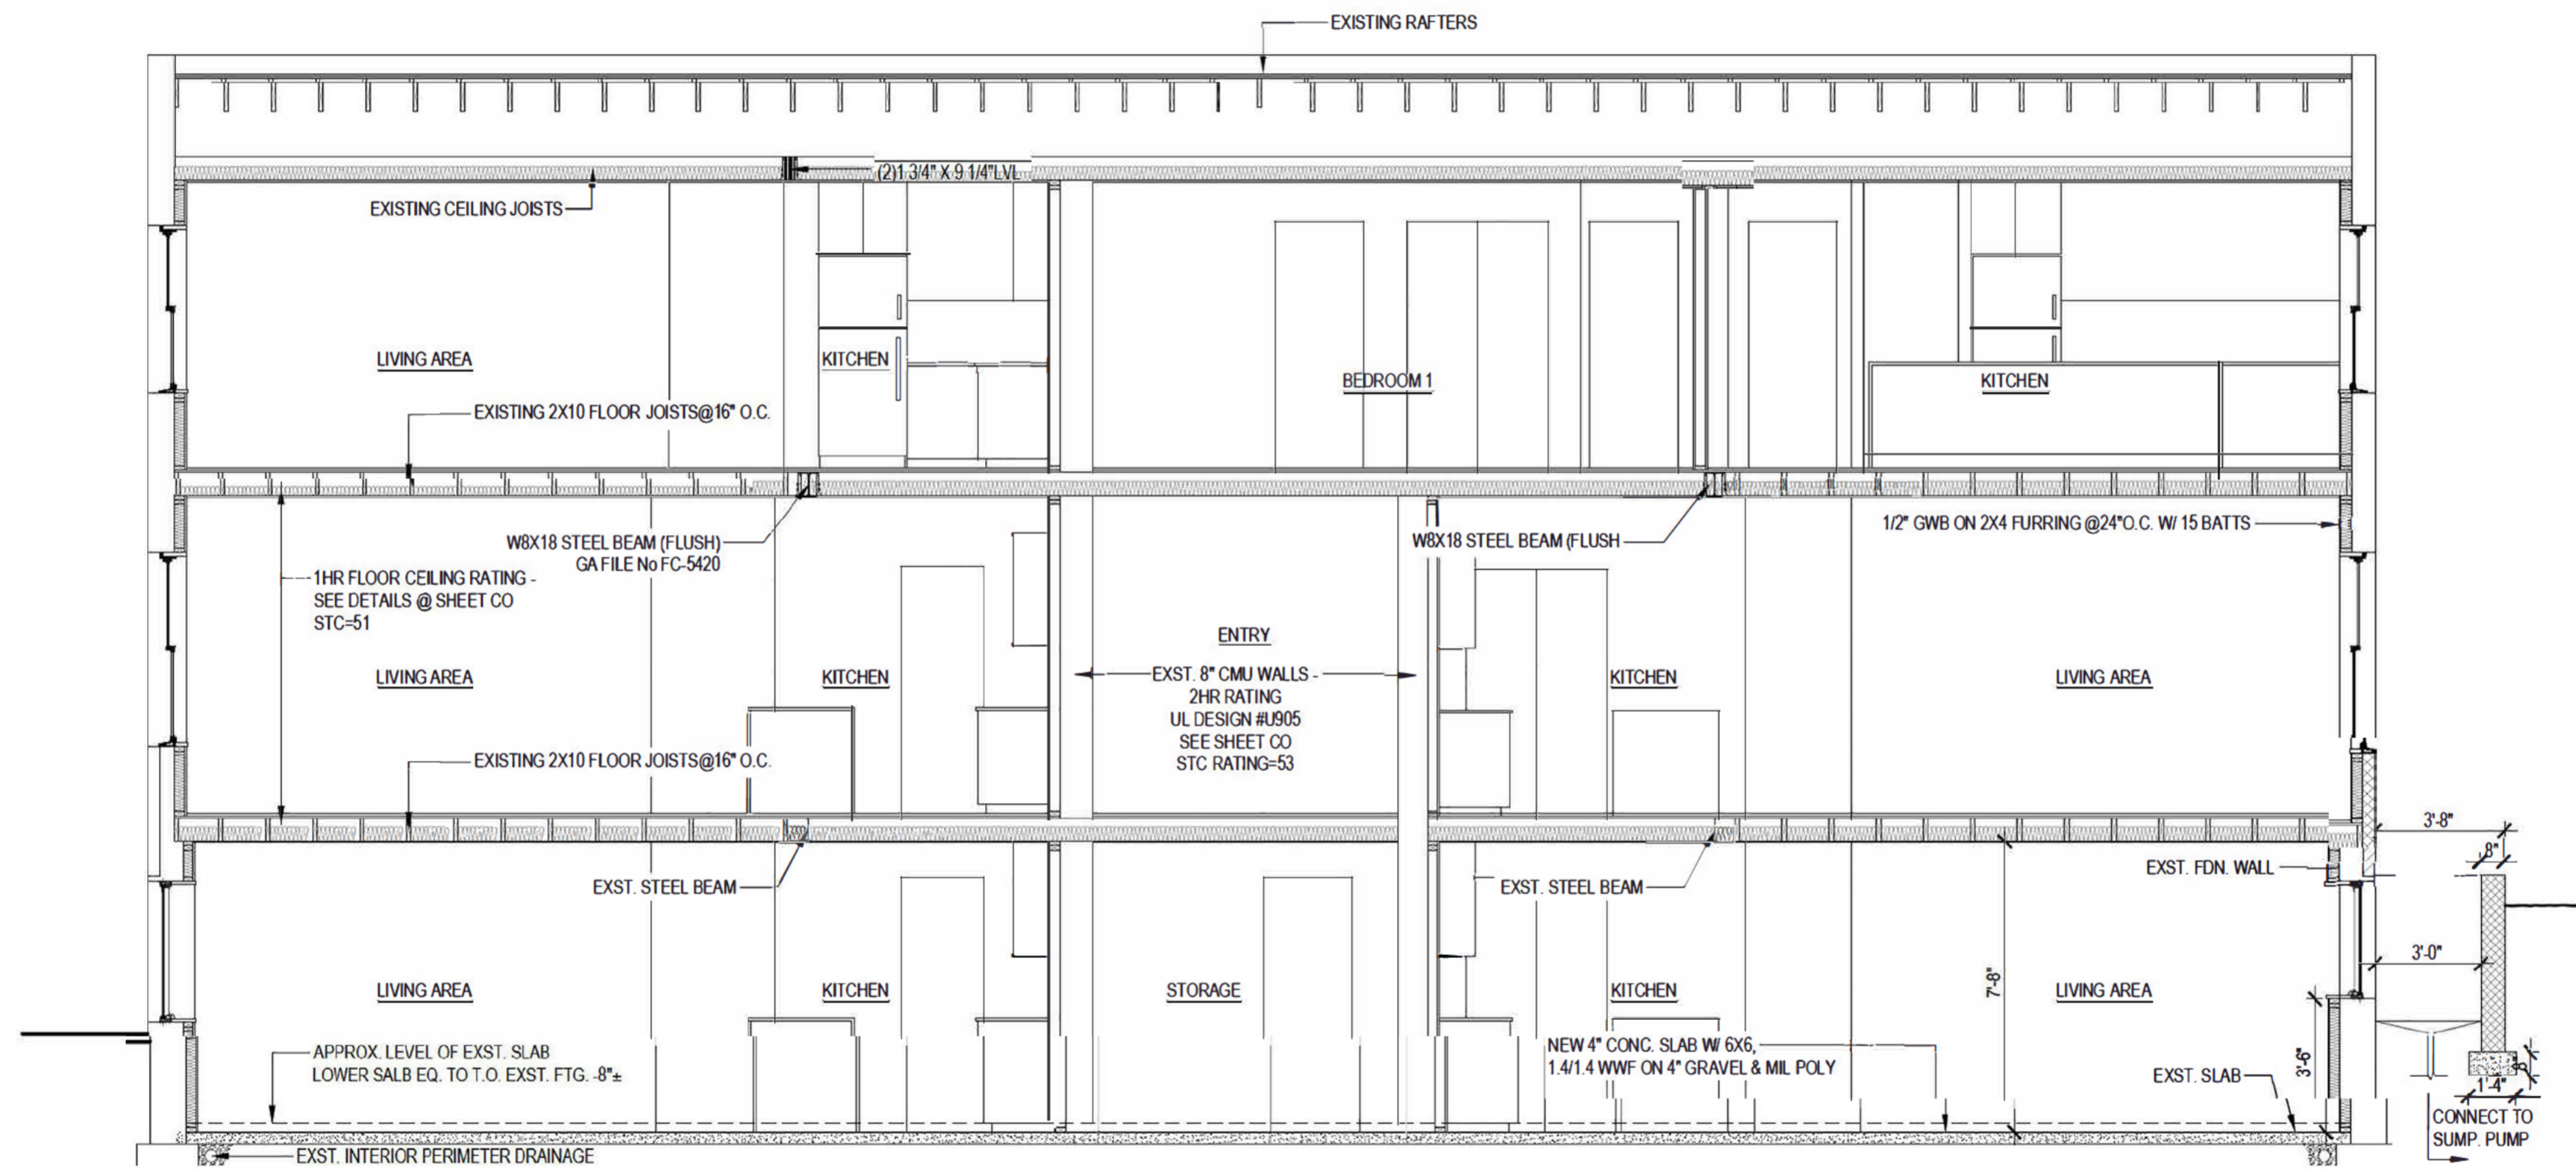 EXISTING RAFTERS
(2)1 3/4" X 9 1/4"LVL
EXISTING CEILING JOISTS
LIVING AREA
KITCHEN
BEDROOM 1
KITCHEN
EXISTING 2X10 FLOOR JOISTS@16" O.C.
W8X18 STEEL BEAM (FLUSH)
GA FILE No FC-5420
W8X18 STEEL BEAM (FLUSH
1/2" GWB ON 2X4 FURRING @24"O.C. W/ 15 BATTS
1HR FLOOR CEILING RATING -
SEE DETAILS @ SHEET CO
STC=51
ENTRY
EXST. 8" CMU WALLS -
2HR RATING
UL DESIGN #U905
SEE SHEET CO
STC RATING=53
LIVING AREA
KITCHEN
KITCHEN
LIVING AREA
EXISTING 2X10 FLOOR JOISTS@16" O.C.
3'-8"
8"
EXST. STEEL BEAM
EXST. STEEL BEAM
EXST. FDN. WALL
3'-0"
7'-8"
LIVING AREA
KITCHEN
STORAGE
KITCHEN
LIVING AREA
APPROX. LEVEL OF EXST. SLAB
LOWER SALB EQ. TO T.O. EXST. FTG. -8"±
NEW 4" CONC. SLAB W/ 6X6,
1.4/1.4 WWF ON 4" GRAVEL & MIL POLY
3'-6"
EXST. SLAB
8"
1'-4"
CONNECT TO
SUMP. PUMP
EXST. INTERIOR PERIMETER DRAINAGE